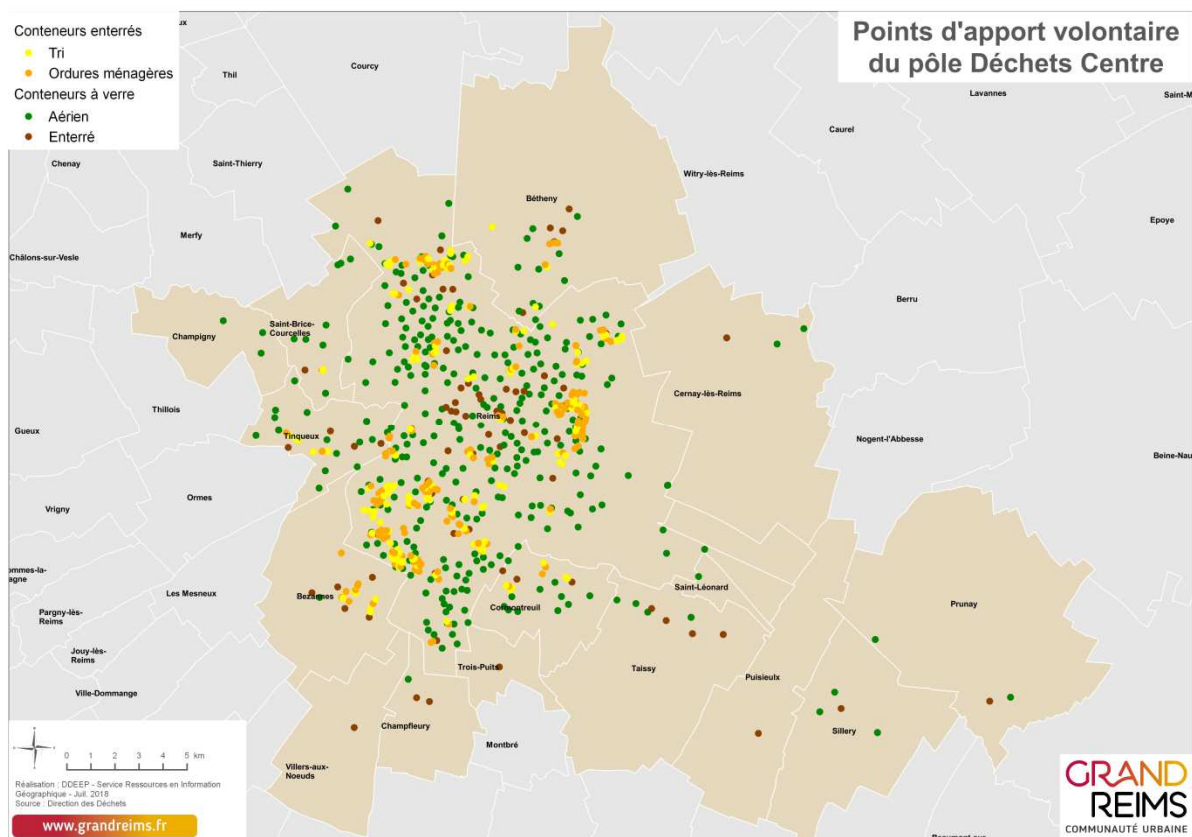 Points d'apport volontaire
du pôle Déchets Centre
Conteneurs enterrés
Tri
Ordures ménagères
Conteneurs à verre
Aérien
Enterré
Thil
Courcy
Lavannes
Caurel
Chenay
Saint-Thierry
Witry-lès-Reims
Bétheny
Epoye
Merfy
Châlons-sur-Vesle
Berru
Saint-Brice-
Courcelles
Champigny
Cernay-lès-Reims
Thillois
Reims
Gueux
Tinqueux
Nogent-l'Abbesse
Ormes
Vrigny
Saint-Léonard
Les Mesneux
Bezannes
Cormontreuil
Prunay
Pargny-lès-
Reims
Jouy-lès-
Reims
Trois-Puits
Taissy
Puisieulx
Ville-Dommange
Champfleury
Sillery
Montbré
Villers-aux-
Noeuds
0 1 2 3 4 5 km
Réalisation : DDEEP - Service Ressources en Information
Géographique - Juil. 2018
Source : Direction des Déchets
www.grandreims.fr
GRAND
REIMS
COMMUNAUTÉ URBAINE